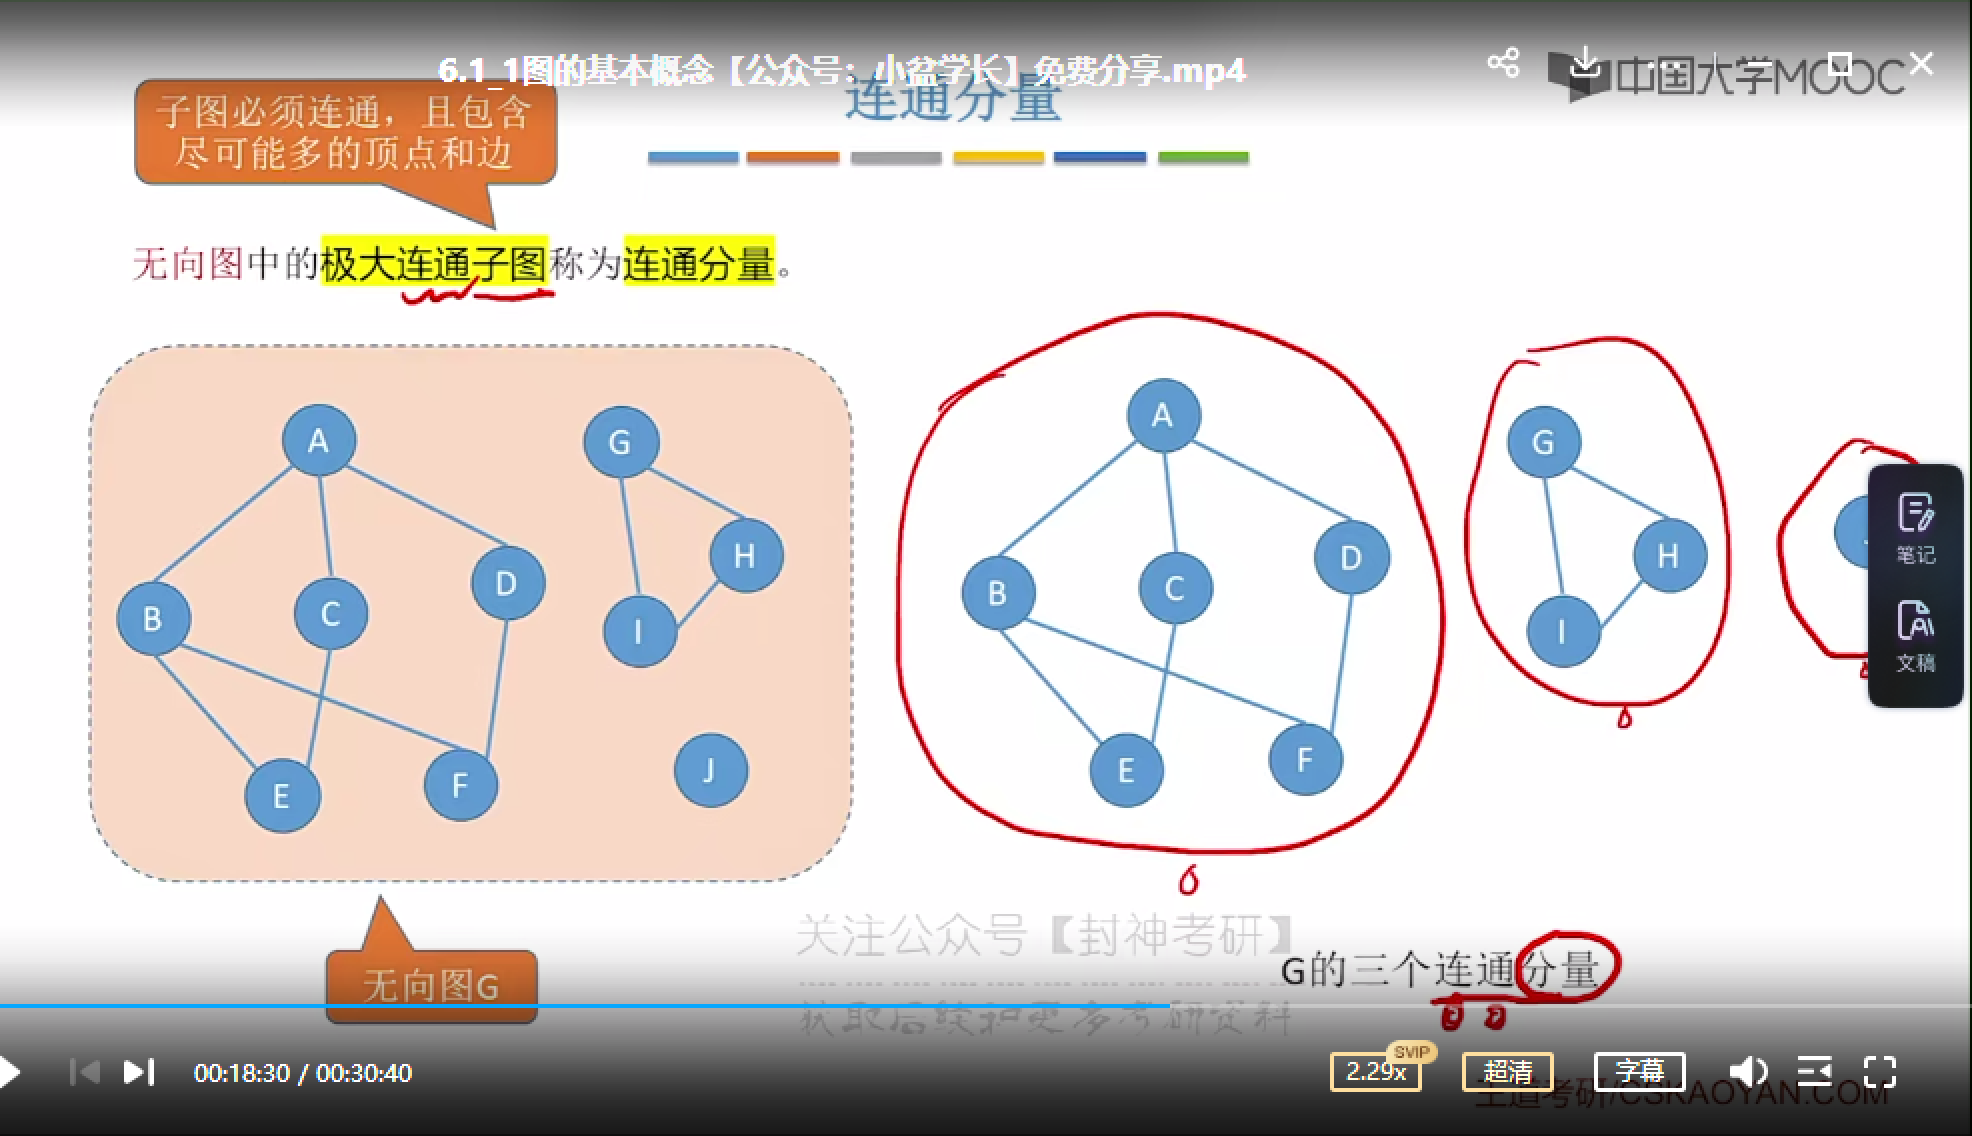 6.1_1图的基本概念【公众号：小盆学长】免费分享.mp4
中国大学MOOC
连通分量
子图必须连通，且包含
尽可能多的顶点和边
无向图中的极大连通子图称为连通分量。
A
B
C
D
E
F
G
H
I
J
A
B
C
D
E
F
G
H
I
笔记
文稿
无向图G
关注公众号【封神考研】
获取后续和更多考研资料
G的三个连通分量
00:18:30 / 00:30:40
SVIP
2.29x
超清
字幕
王道考研/CSKAOYAN.COM